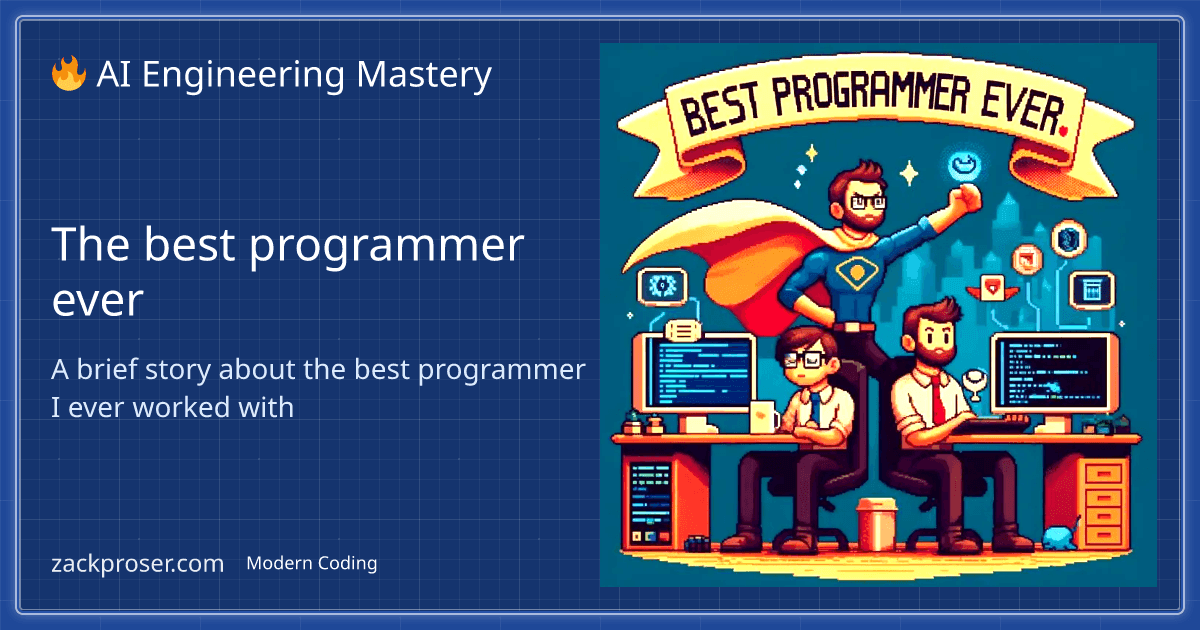 🔥 AI Engineering Mastery
The best programmer
ever
A brief story about the best programmer
I ever worked with
zackproser.com Modern Coding
BEST PROGRAMMER EVER.